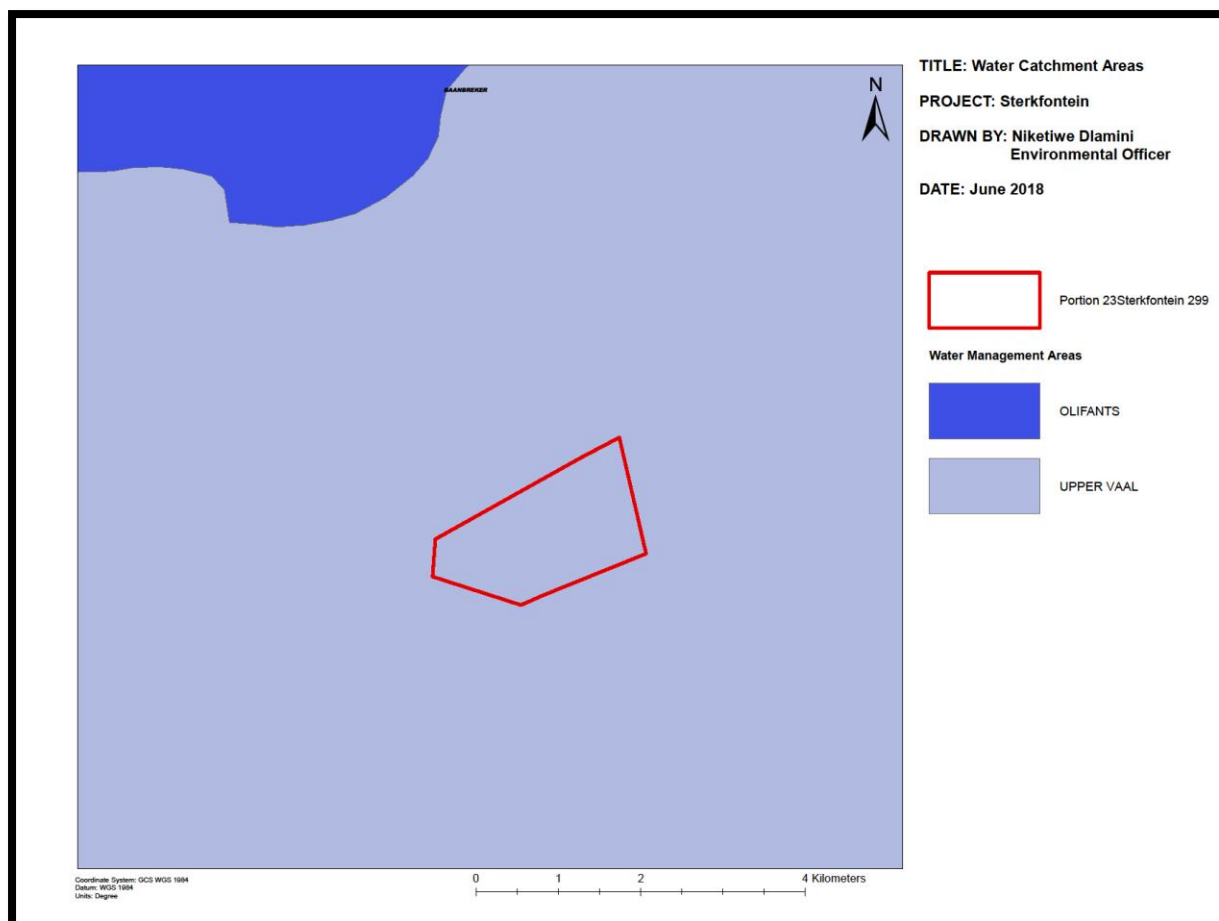 TITLE: Water Catchment Areas
PROJECT: Sterkfontein
DRAWN BY: Niketiwe Dlamini
Environmental Officer
DATE: June 2018
N
BAANBREKER
Portion 23Sterkfontein 299
Water Management Areas
OLIFANTS
UPPER VAAL
Coordinate System: GCS WGS 1984
Datum: WGS 1984
Units: Degree
0 1 2 4 Kilometers